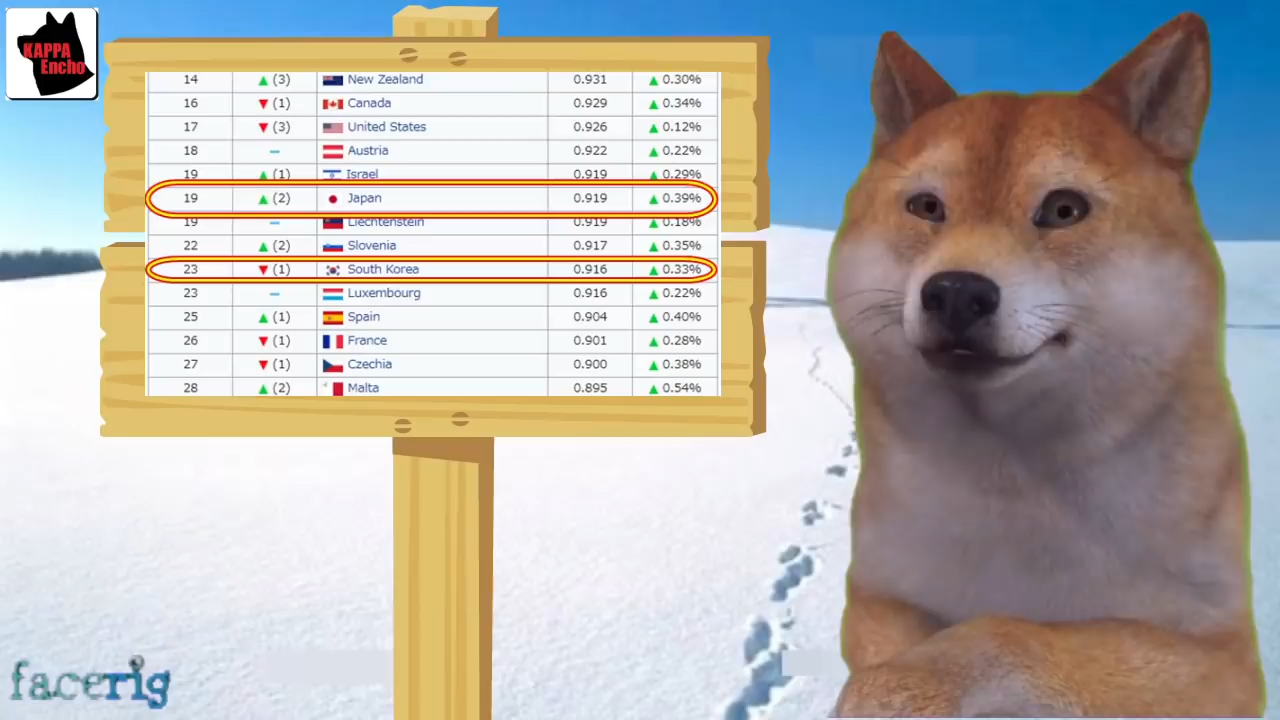 KAPPA
Encho
14 ▲ (3) New Zealand 0.931 ▲ 0.30%
16 ▼ (1) Canada 0.929 ▲ 0.34%
17 ▼ (3) United States 0.926 ▲ 0.12%
18 – Austria 0.922 ▲ 0.22%
19 ▲ (1) Israel 0.919 ▲ 0.29%
19 ▲ (2) Japan 0.919 ▲ 0.39%
19 – Liechtenstein 0.919 ▲ 0.18%
22 ▲ (2) Slovenia 0.917 ▲ 0.35%
23 ▼ (1) South Korea 0.916 ▲ 0.33%
23 – Luxembourg 0.916 ▲ 0.22%
25 ▲ (1) Spain 0.904 ▲ 0.40%
26 ▼ (1) France 0.901 ▲ 0.28%
27 ▼ (1) Czechia 0.900 ▲ 0.38%
28 ▲ (2) Malta 0.895 ▲ 0.54%
facerig